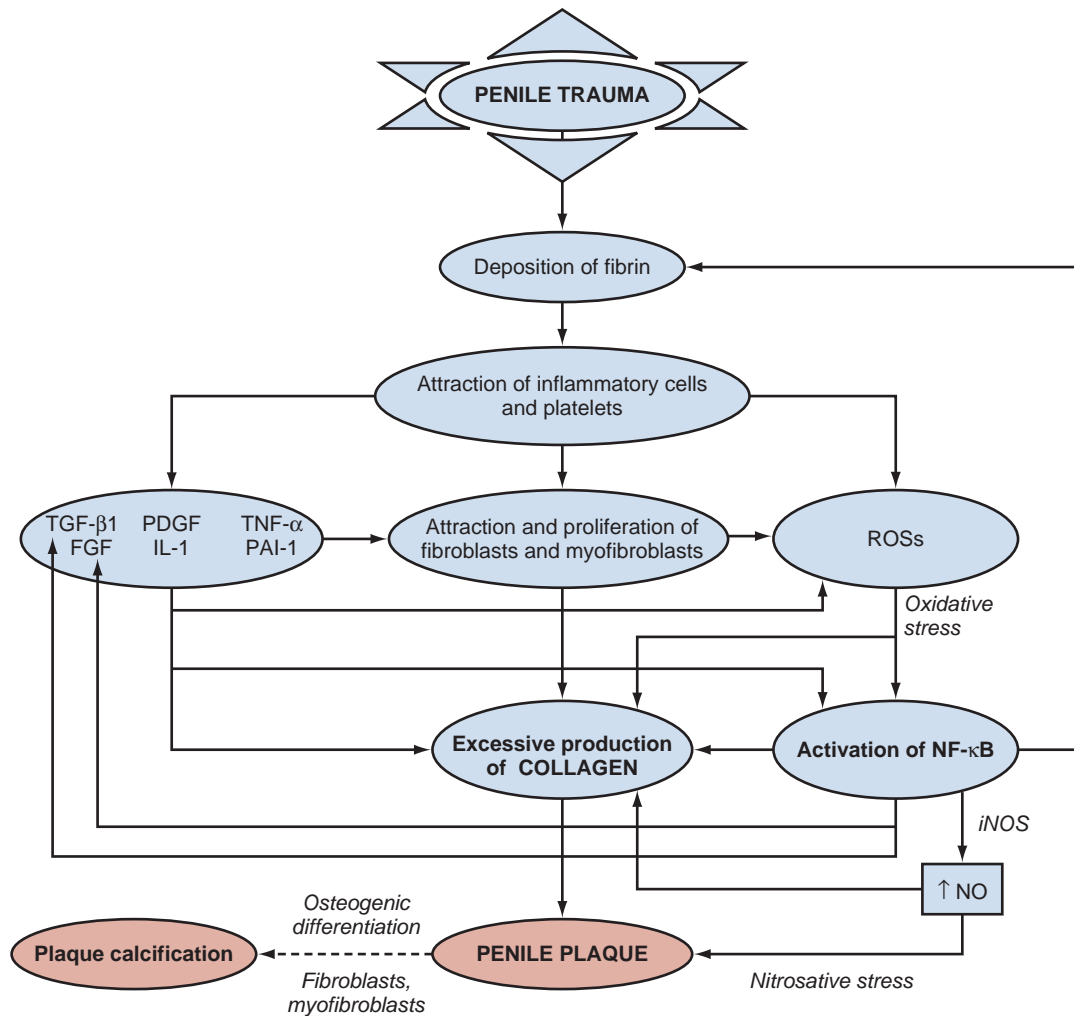 PENILE TRAUMA
Deposition of fibrin
Attraction of inflammatory cells
and platelets
TGF-β1 PDGF TNF-α
FGF IL-1 PAI-1
Attraction and proliferation of
fibroblasts and myofibroblasts
ROSs
Oxidative
stress
Excessive production
of COLLAGEN
Activation of NF-κB
iNOS
↑ NO
Osteogenic
differentiation
Plaque calcification
PENILE PLAQUE
Fibroblasts,
myofibroblasts
Nitrosative stress